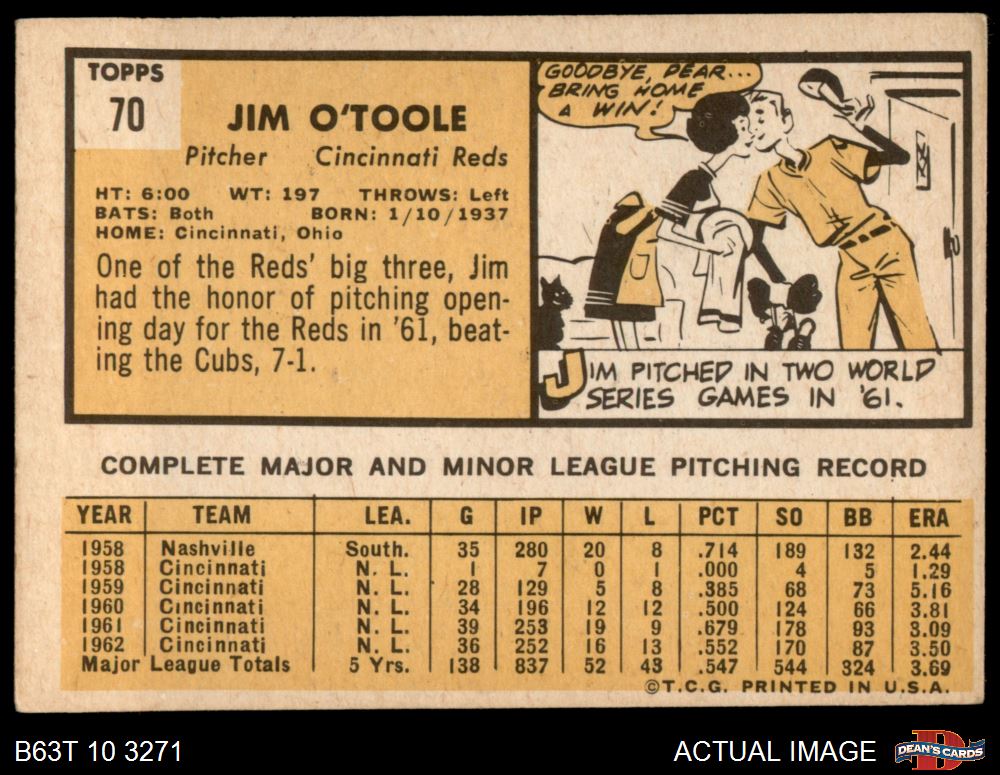 TOPPS
70
JIM O'TOOLE
Pitcher Cincinnati Reds
HT: 6:00 WT: 197 THROWS: Left
BATS: Both BORN: 1/10/1937
HOME: Cincinnati, Ohio
One of the Reds' big three, Jim
had the honor of pitching open-
ing day for the Reds in '61, beat-
ing the Cubs, 7-1.
GOODBYE, DEAR...
BRING HOME
A WIN!
JIM PITCHED IN TWO WORLD
SERIES GAMES IN '61.
COMPLETE MAJOR AND MINOR LEAGUE PITCHING RECORD
YEAR TEAM LEA. G IP W L PCT SO BB ERA
1958 Nashville South. 35 280 20 8 .714 189 132 2.44
1958 Cincinnati N. L. 1 7 0 1 .000 4 5 1.29
1959 Cincinnati N. L. 28 129 5 8 .385 68 73 5.16
1960 Cincinnati N. L. 34 196 12 12 .500 124 66 3.81
1961 Cincinnati N. L. 39 253 19 9 .679 178 93 3.09
1962 Cincinnati N. L. 36 252 16 13 .552 170 87 3.50
Major League Totals 5 Yrs. 138 837 52 43 .547 544 324 3.69
©T.C.G. PRINTED IN U.S.A.
B63T 10 3271
ACTUAL IMAGE
DEAN'S CARDS